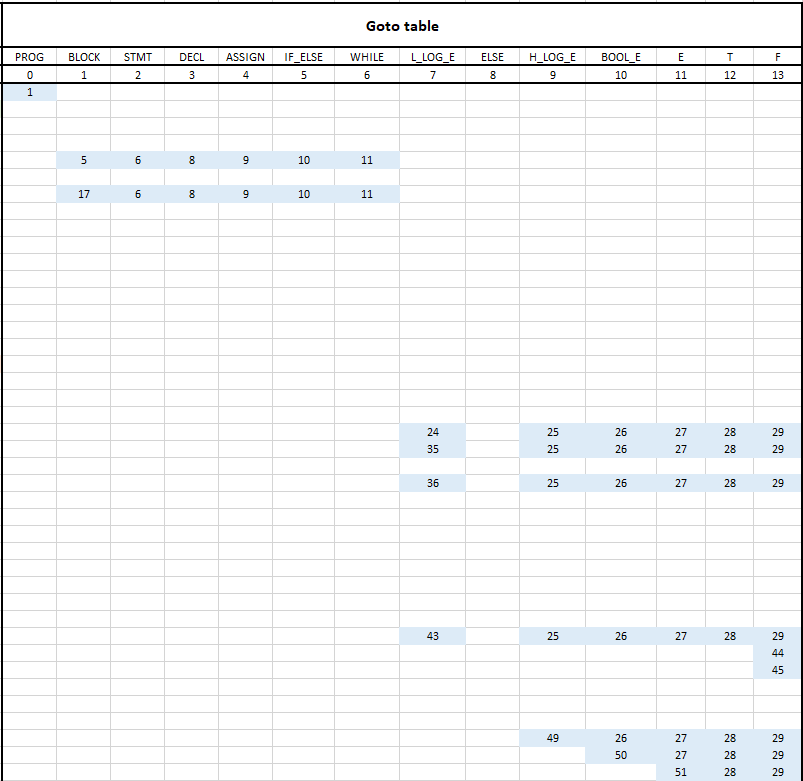 Goto table
PROG BLOCK STMT DECL ASSIGN IF_ELSE WHILE L_LOG_E ELSE H_LOG_E BOOL_E E T F
0 1 2 3 4 5 6 7 8 9 10 11 12 13
1
5 6 8 9 10 11
17 6 8 9 10 11
24 25 26 27 28 29
35 25 26 27 28 29
36 25 26 27 28 29
43 25 26 27 28 29
44
45
49 26 27 28 29
50 27 28 29
51 28 29